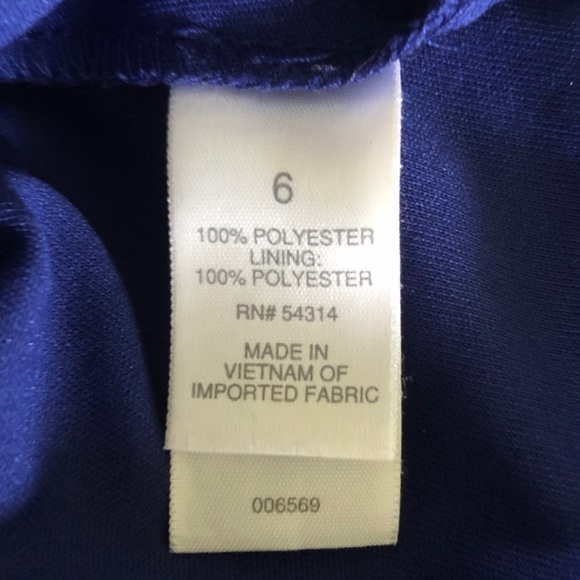 6
100% POLYESTER
LINING:
100% POLYESTER
RN# 54314
MADE IN
VIETNAM OF
IMPORTED FABRIC
006569